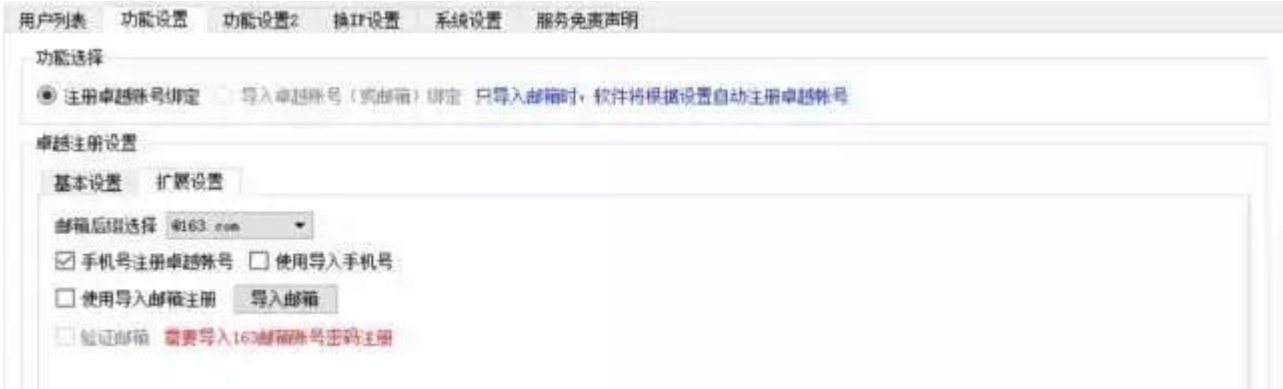 用户列表 功能设置 功能设置2 换IP设置 系统设置 服务免责声明
功能选择
注册卓越账号绑定 导入卓越账号（或邮箱）绑定 只导入邮箱时，软件将根据设置自动注册卓越帐号
卓越注册设置
基本设置 扩展设置
邮箱后缀选择 @163.com
手机号注册卓越帐号 使用导入手机号
使用导入邮箱注册 导入邮箱
验证邮箱 需要导入163邮箱账号密码注册